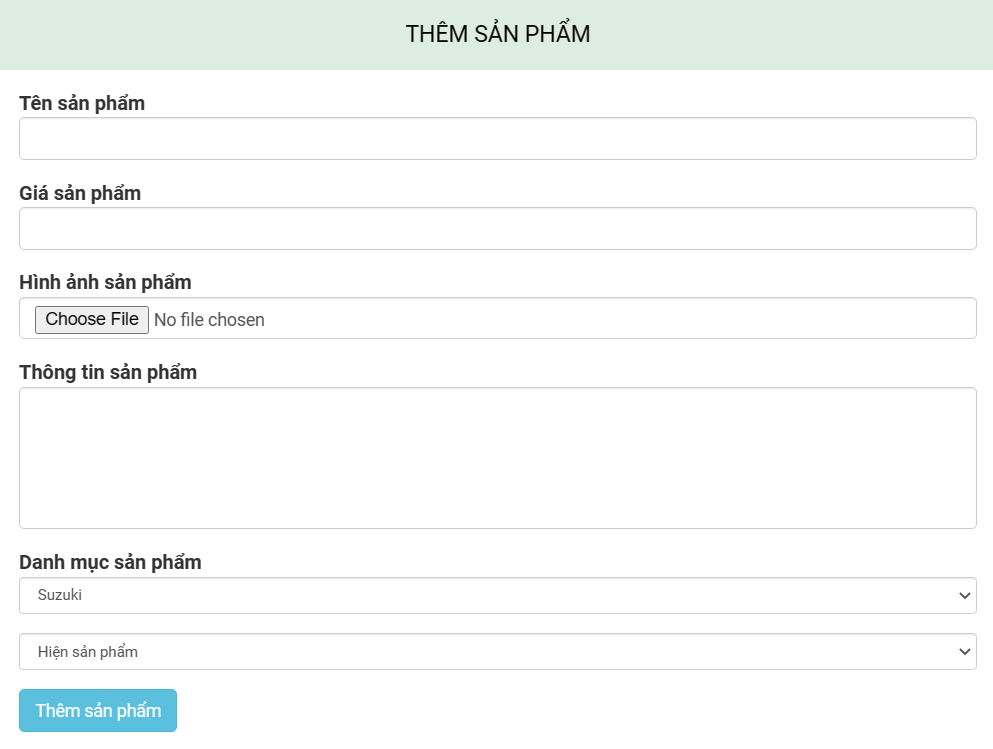 THÊM SẢN PHẨM
Tên sản phẩm
Giá sản phẩm
Hình ảnh sản phẩm
Choose File No file chosen
Thông tin sản phẩm
Danh mục sản phẩm
Suzuki
Hiện sản phẩm
Thêm sản phẩm